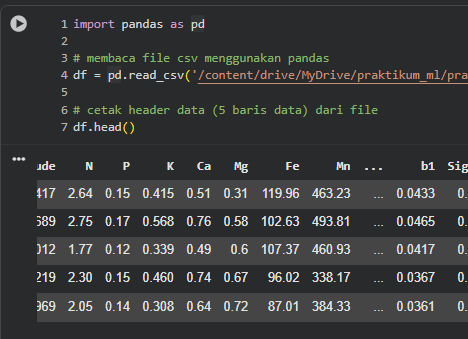 1 import pandas as pd
2
3 # membaca file csv menggunakan pandas
4 df = pd.read_csv('/content/drive/MyDrive/praktikum_ml/pra
5
6 # cetak header data (5 baris data) dari file
7 df.head()
ude N P K Ca Mg Fe Mn ... b1 Sig
417 2.64 0.15 0.415 0.51 0.31 119.96 463.23 ... 0.0433 0.
689 2.75 0.17 0.568 0.76 0.58 102.63 493.81 ... 0.0465 0.
012 1.77 0.12 0.339 0.49 0.6 107.37 460.93 ... 0.0417 0.
219 2.30 0.15 0.460 0.74 0.67 96.02 338.17 ... 0.0367 0.
969 2.05 0.14 0.308 0.64 0.72 87.01 384.33 ... 0.0361 0.